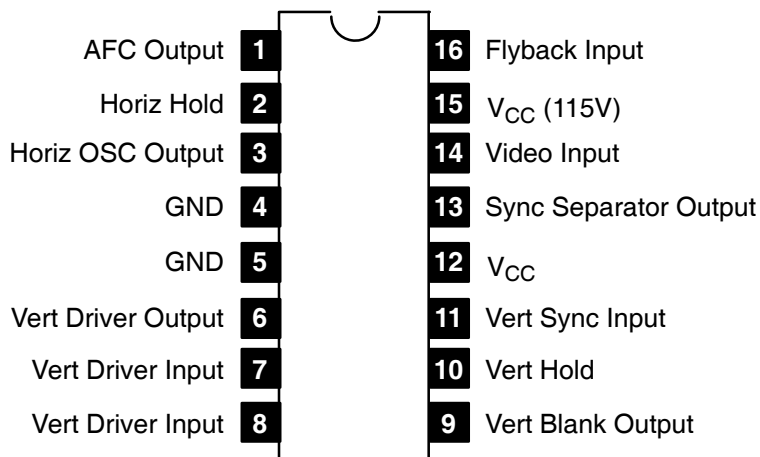 AFC Output 1 16 Flyback Input
Horiz Hold 2 15 VCC (115V)
Horiz OSC Output 3 14 Video Input
GND 4 13 Sync Separator Output
GND 5 12 VCC
Vert Driver Output 6 11 Vert Sync Input
Vert Driver Input 7 10 Vert Hold
Vert Driver Input 8 9 Vert Blank Output